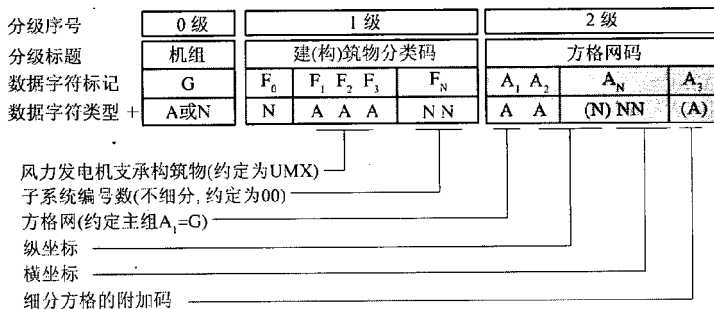 分级序号 0 级 1 级 2 级
分级标题 机组 建(构)筑物分类码 方格网码
数据字符标记 G F₀ F₁ F₂ F₃ F_N A₁ A₂ A_N A₃
数据字符类型 + A或N N A A A N N A A (N) NN (A)
风力发电机支承构筑物(约定为UMX)
子系统编号数(不细分, 约定为00)
方格网(约定主组A₁=G)
纵坐标
横坐标
细分方格的附加码